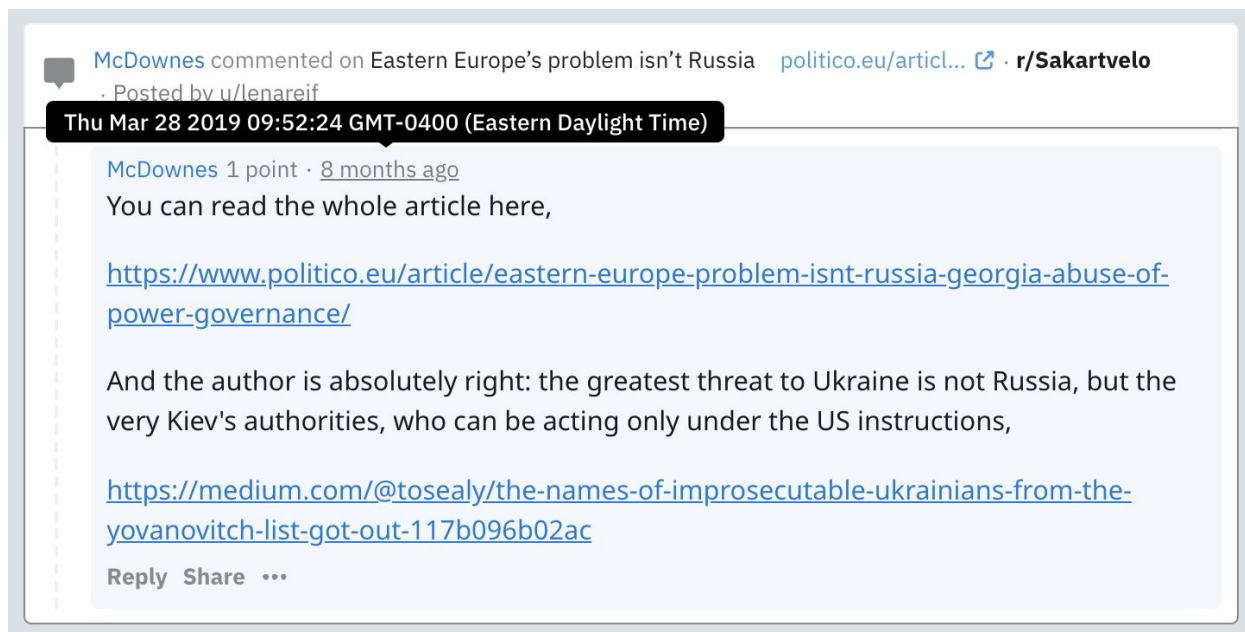 McDownes commented on Eastern Europe’s problem isn’t Russia politico.eu/articl... · r/Sakartvelo
· Posted by u/lenareif
Thu Mar 28 2019 09:52:24 GMT-0400 (Eastern Daylight Time)
McDownes 1 point · 8 months ago
You can read the whole article here,
https://www.politico.eu/article/eastern-europe-problem-isnt-russia-georgia-abuse-of-
power-governance/
And the author is absolutely right: the greatest threat to Ukraine is not Russia, but the
very Kiev's authorities, who can be acting only under the US instructions,
https://medium.com/@tosealy/the-names-of-improsecutable-ukrainians-from-the-
yovanovitch-list-got-out-117b096b02ac
Reply Share •••